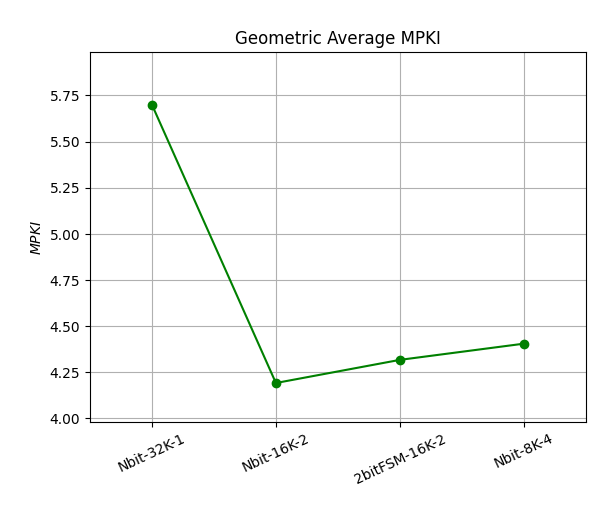 Geometric Average MPKI
5.75
5.50
5.25
5.00
4.75
4.50
4.25
4.00
MPKI
Nbit-32K-1
Nbit-16K-2
2bitFSM-16K-2
Nbit-8K-4